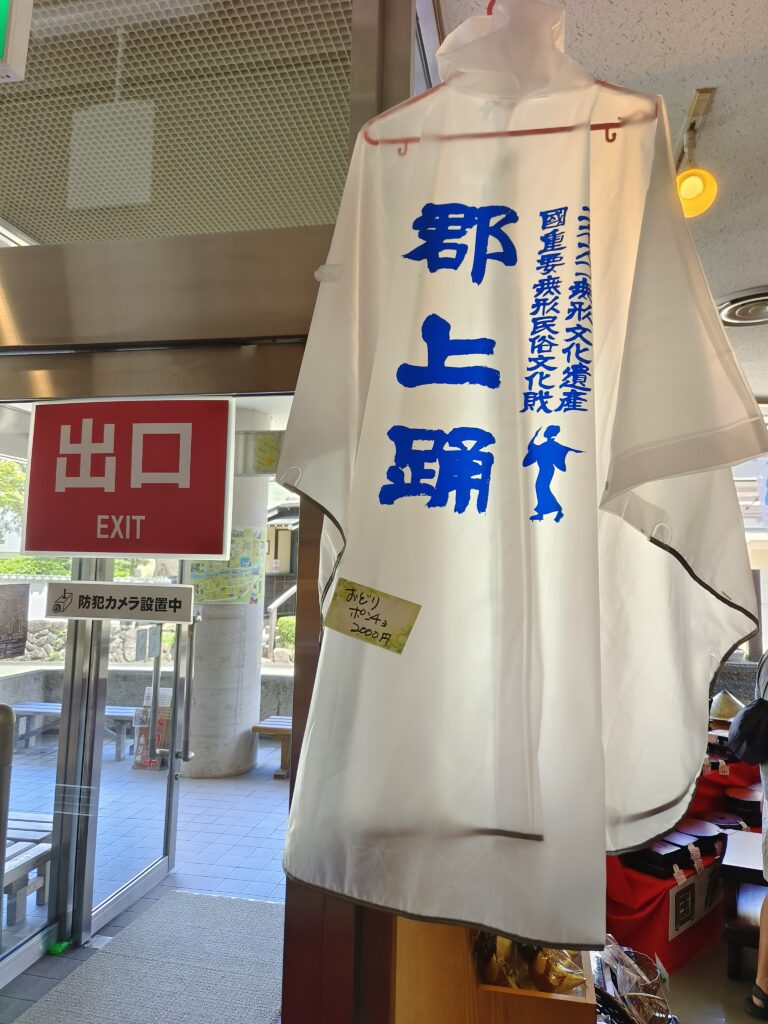 郡上踊
ユネスコ無形文化遺産
國重要無形民俗文化財
おどり
ポンチョ
2000円
出口
EXIT
防犯カメラ設置中